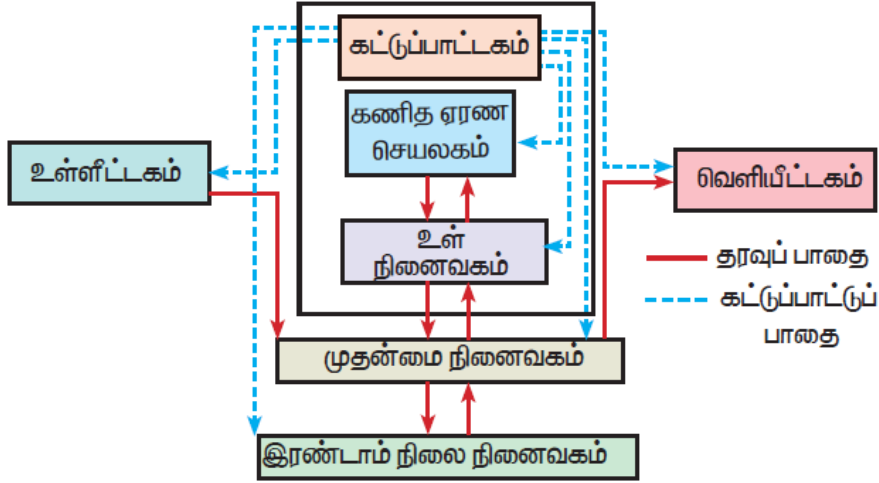 கட்டுப்பாட்டகம்
கணித ஏரண
செயலகம்
உள்ளீட்டகம்
வெளியீட்டகம்
உள்
நினைவகம்
தரவுப் பாதை
கட்டுப்பாட்டுப்
பாதை
முதன்மை நினைவகம்
இரண்டாம் நிலை நினைவகம்